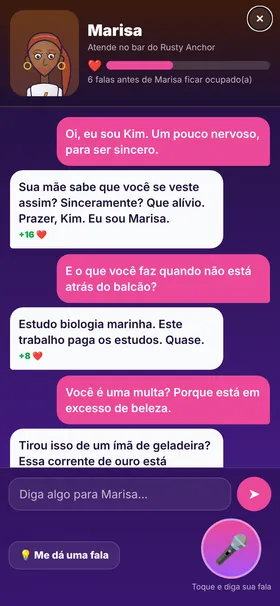 Marisa
Atende no bar do Rusty Anchor
6 falas antes de Marisa ficar ocupado(a)
Oi, eu sou Kim. Um pouco nervoso,
para ser sincero.
Sua mãe sabe que você se veste
assim? Sinceramente? Que alívio.
Prazer, Kim. Eu sou Marisa.
+16
E o que você faz quando não está
atrás do balcão?
Estudo biologia marinha. Este
trabalho paga os estudos. Quase.
+8
Você é uma multa? Porque está em
excesso de beleza.
Tirou isso de um ímã de geladeira?
Essa corrente de ouro está
Diga algo para Marisa...
Me dá uma fala
Toque e diga sua fala